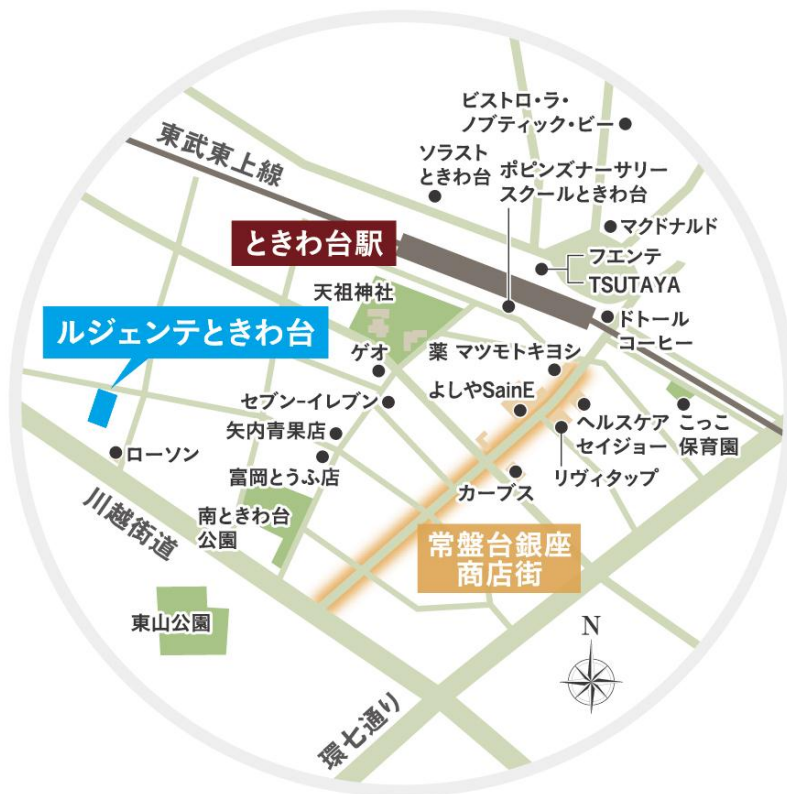 ビストロ・ラ・
ノブティック・ビー
東武東上線
ソラスト
ときわ台
ポピンズナーサリー
スクールときわ台
マクドナルド
ときわ台駅
フエンテ
TSUTAYA
天祖神社
ドトール
コーヒー
ルジェンテときわ台
ゲオ
薬 マツモトキヨシ
よしやSainE
セブン-イレブン
矢内青果店
ヘルスケア
セイジョー
こっこ
保育園
ローソン
富岡とうふ店
リヴィタップ
カーブス
川越街道
南ときわ台
公園
常盤台銀座
商店街
東山公園
N
環七通り